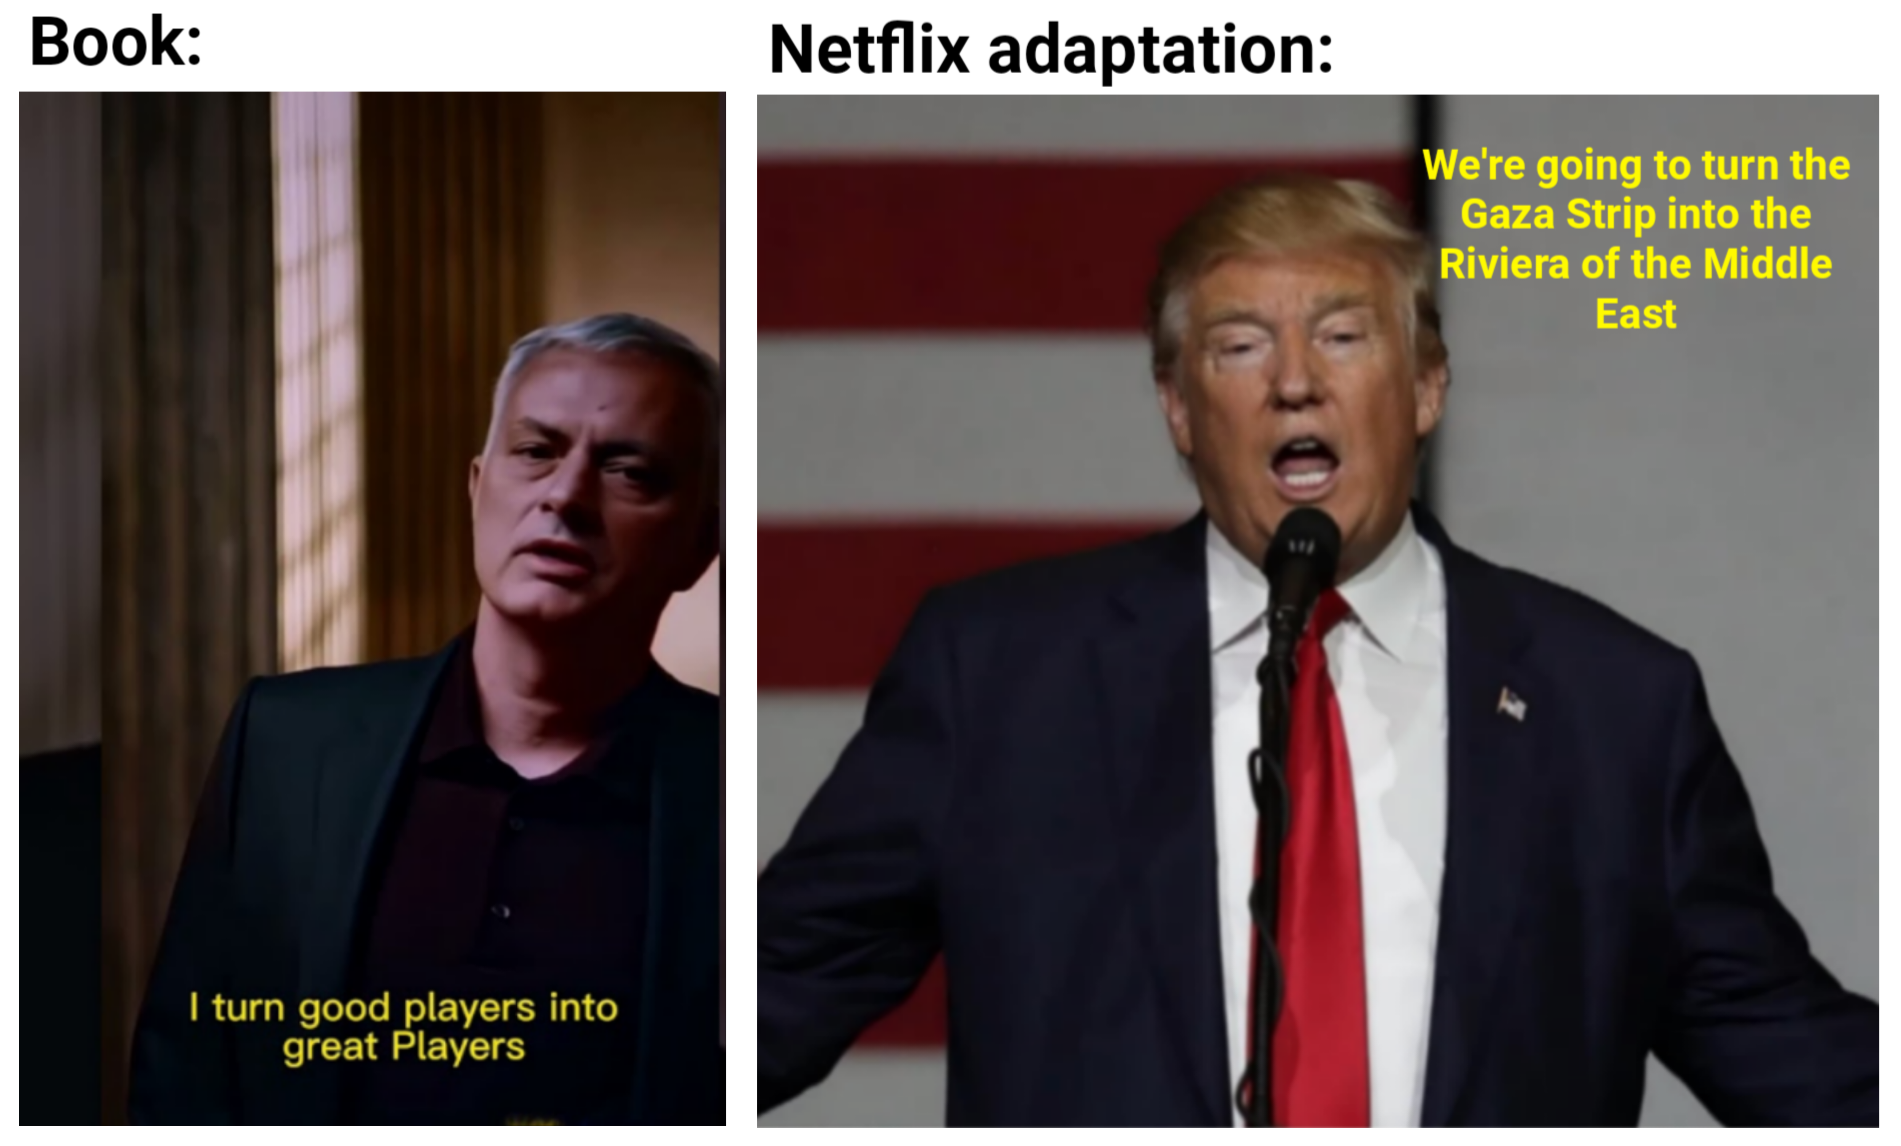 Book:
Netflix adaptation:
We're going to turn the
Gaza Strip into the
Riviera of the Middle
East
I turn good players into
great Players